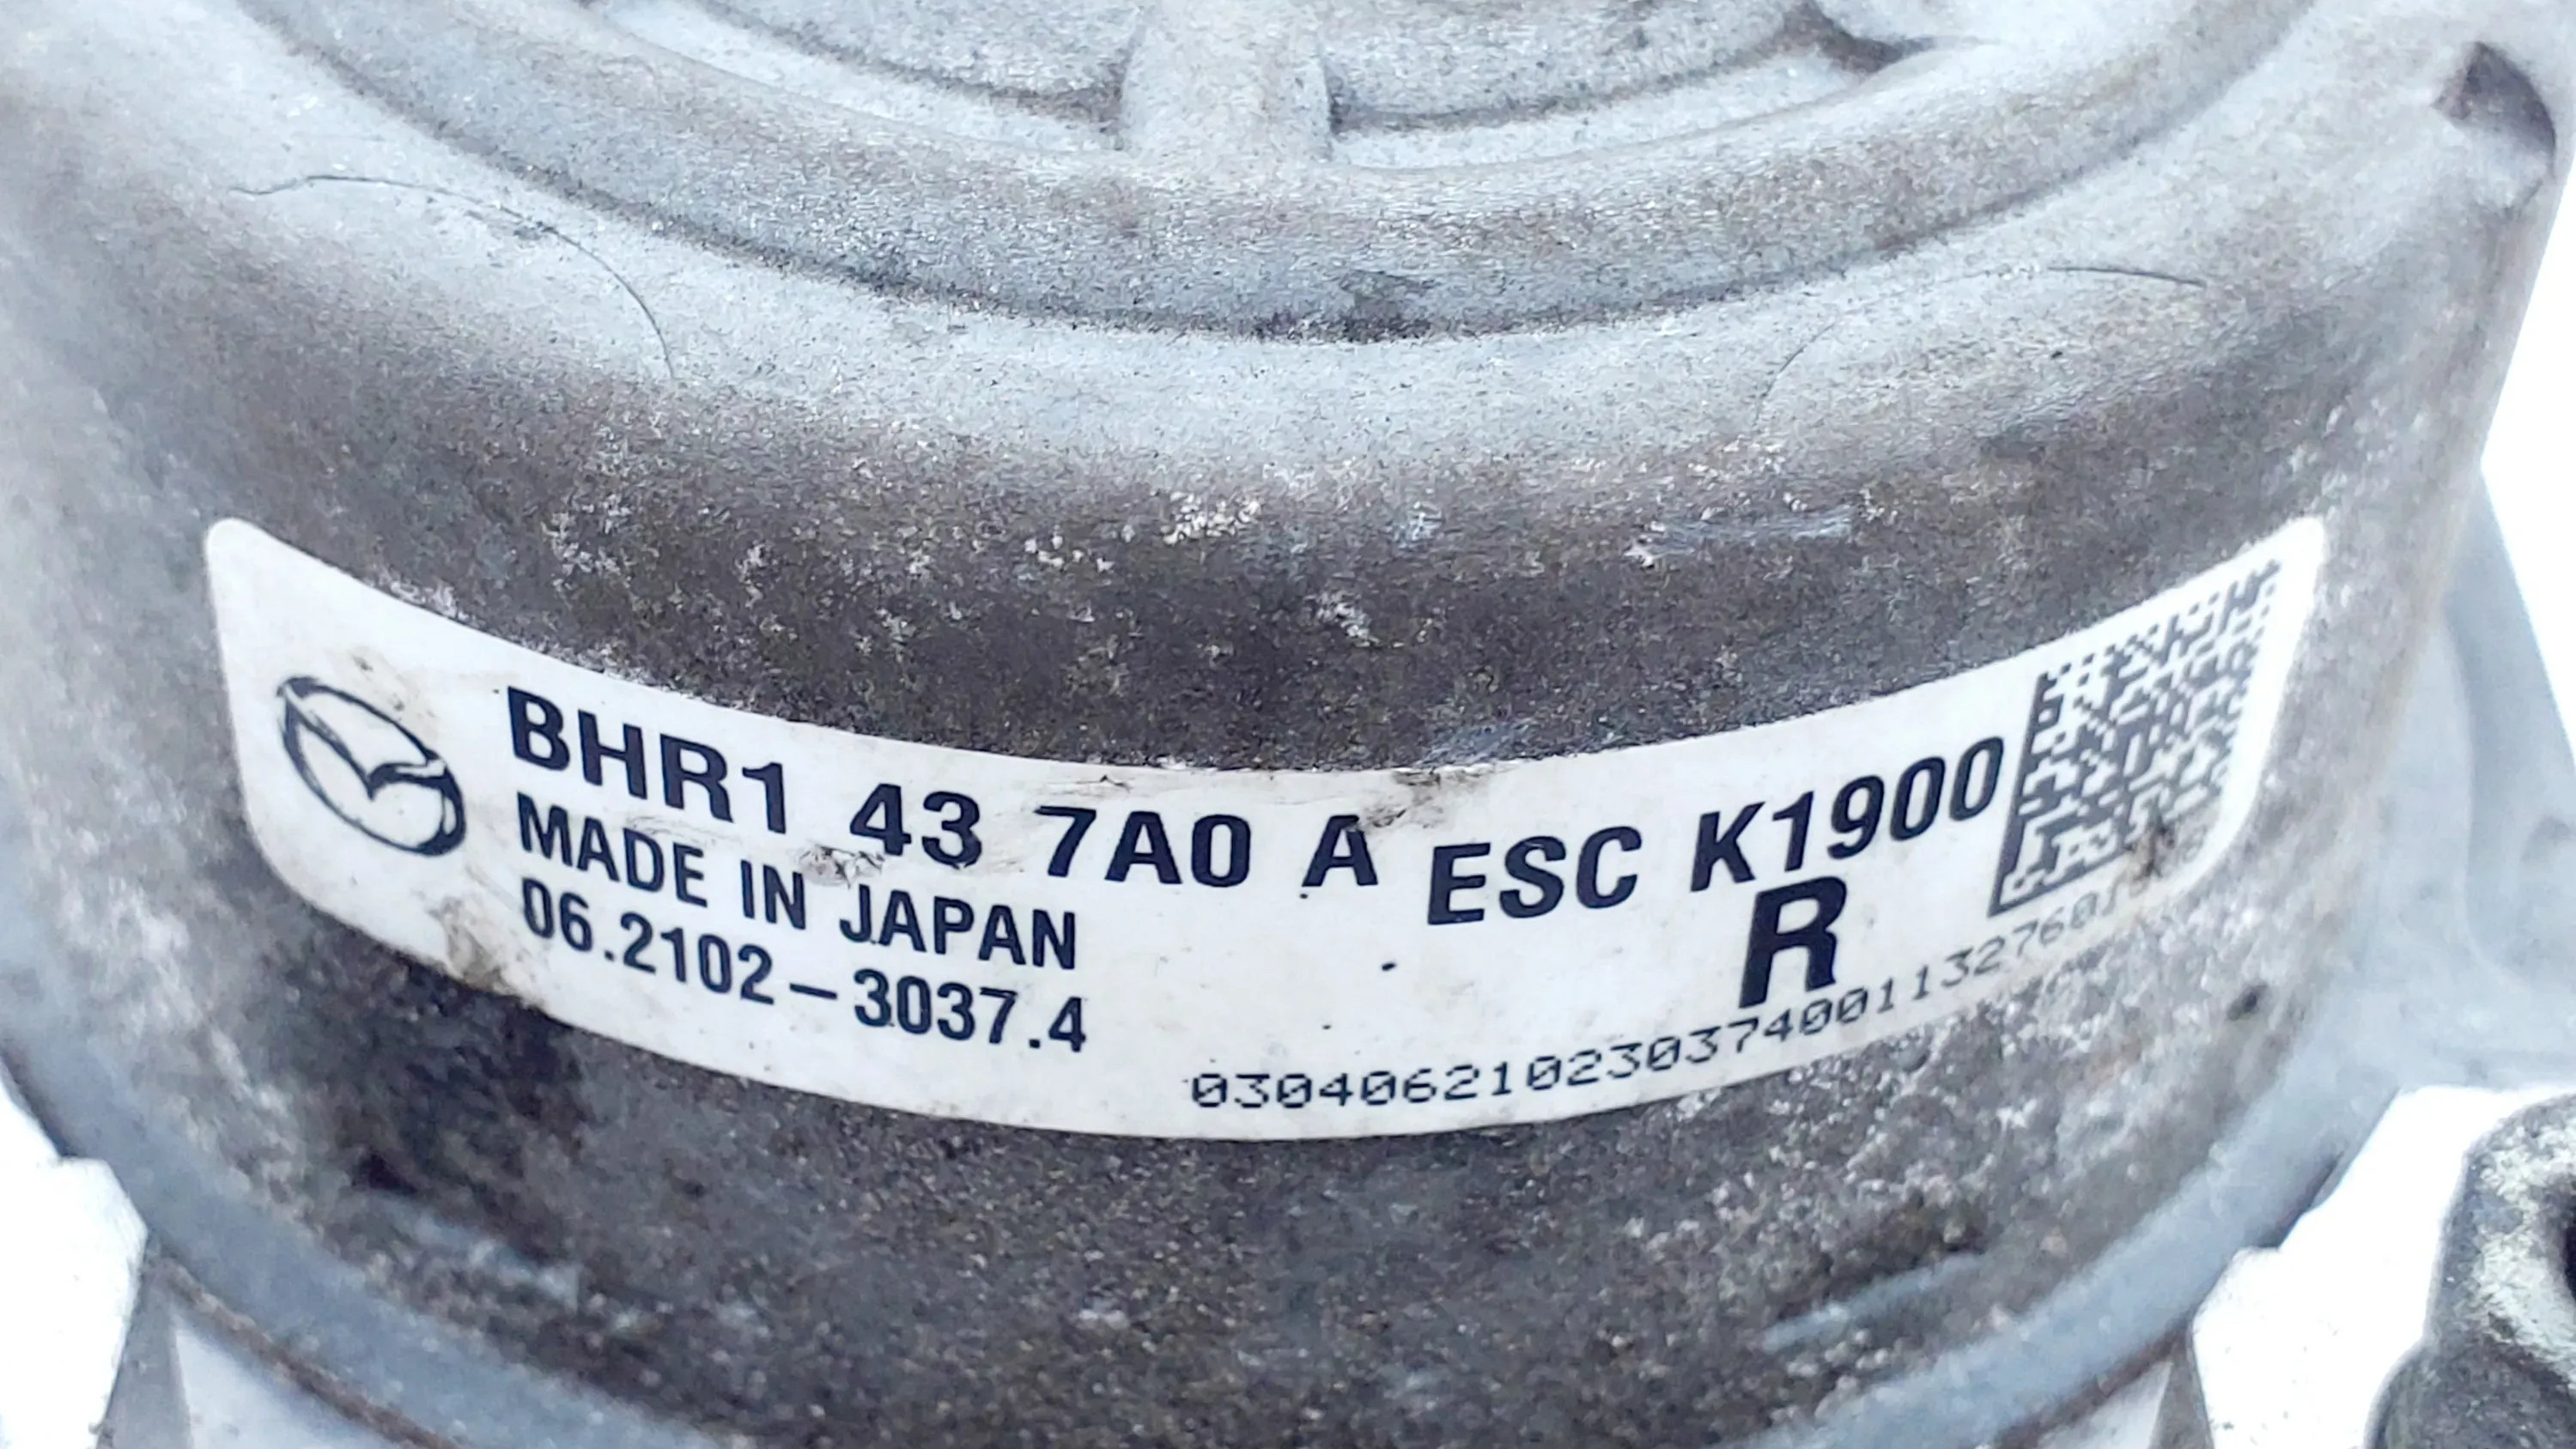 BHR1 43 7A0 A ESC K1900
MADE IN JAPAN
R
06.2102-3037.4